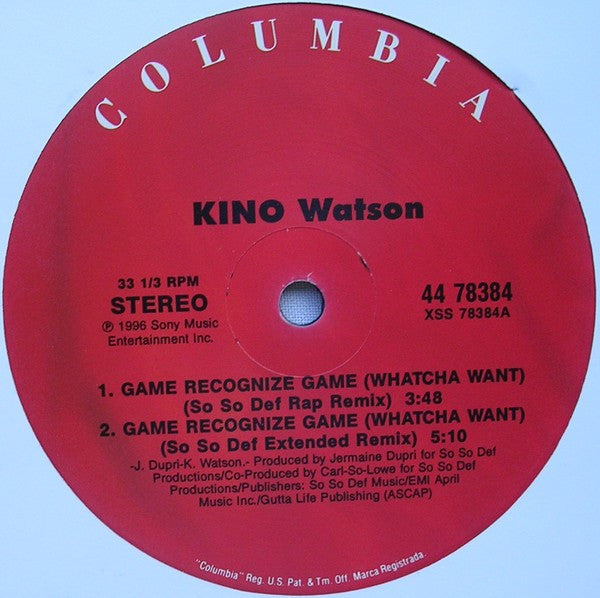 COLUMBIA
KINO Watson
33 1/3 RPM
STEREO
℗ 1996 Sony Music
Entertainment Inc.
44 78384
XSS 78384A
1. GAME RECOGNIZE GAME (WHATCHA WANT)
(So So Def Rap Remix) 3:48
2. GAME RECOGNIZE GAME (WHATCHA WANT)
(So So Def Extended Remix) 5:10
-J. Dupri-K. Watson.- Produced by Jermaine Dupri for So So Def
Productions/Co-Produced by Carl-So-Lowe for So So Def
Productions/Publishers: So So Def Music/EMI April
Music Inc./Gutta Life Publishing (ASCAP)
"Columbia" Reg. U.S. Pat. & Tm. Off. Marca Registrada.